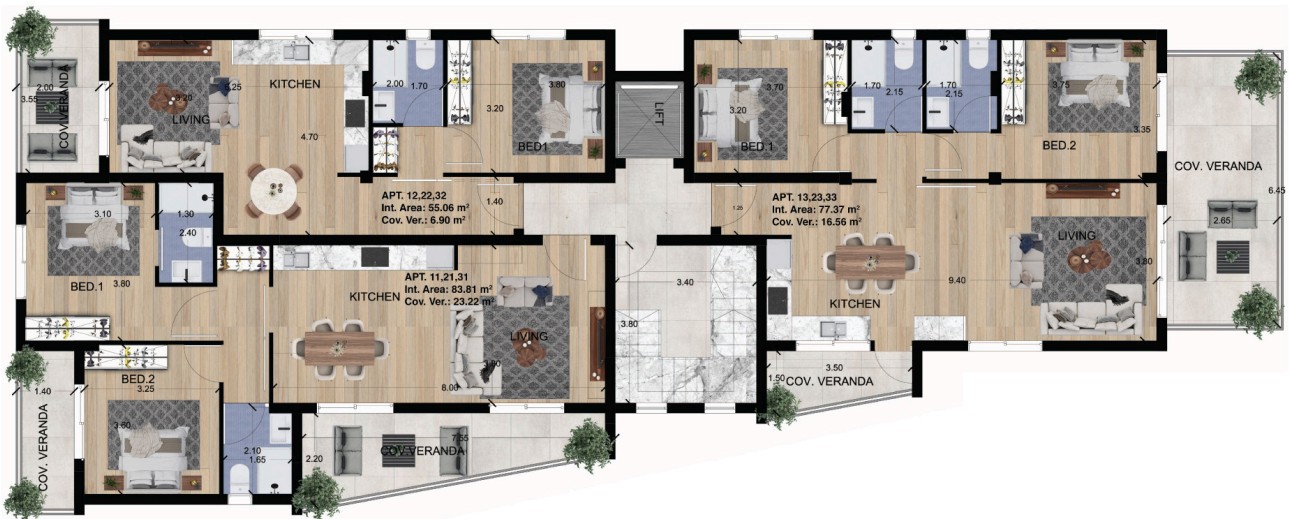 KITCHEN
2.00
3.55
COV. VERANDA
3.20
LIVING
5.25
4.70
2.00
1.70
3.80
3.20
BED1
LIFT
3.70
3.20
BED.1
1.70
2.15
1.70
2.15
3.75
3.35
BED.2
COV. VERANDA
6.45
2.65
APT. 12,22,32
Int. Area: 55.06 m²
Cov. Ver.: 6.90 m²
1.40
1.25
APT. 13,23,33
Int. Area: 77.37 m²
Cov. Ver.: 16.56 m²
3.10
1.30
2.40
BED.1
3.80
APT. 11,21,31
Int. Area: 83.81 m²
Cov. Ver.: 23.22 m²
KITCHEN
LIVING
8.00
3.40
3.80
LIVING
3.80
9.40
KITCHEN
1.50
3.50
COV. VERANDA
BED.2
3.25
1.40
COV. VERANDA
3.60
2.10
1.65
2.20
7.55
COV.VERANDA